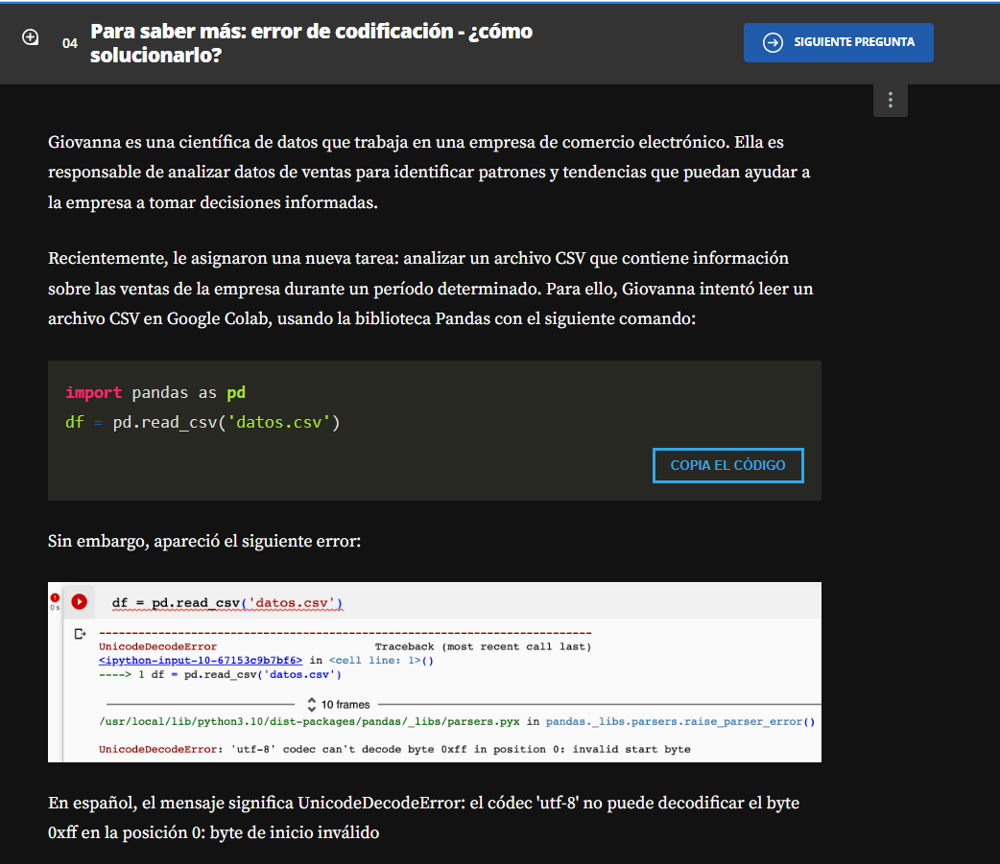 04
Para saber más: error de codificación - ¿cómo
solucionarlo?
SIGUIENTE PREGUNTA
Giovanna es una científica de datos que trabaja en una empresa de comercio electrónico. Ella es
responsable de analizar datos de ventas para identificar patrones y tendencias que puedan ayudar a
la empresa a tomar decisiones informadas.
Recientemente, le asignaron una nueva tarea: analizar un archivo CSV que contiene información
sobre las ventas de la empresa durante un período determinado. Para ello, Giovanna intentó leer un
archivo CSV en Google Colab, usando la biblioteca Pandas con el siguiente comando:
import pandas as pd
df = pd.read_csv('datos.csv')
COPIA EL CÓDIGO
Sin embargo, apareció el siguiente error:
0 s
df = pd.read_csv('datos.csv')
---------------------------------------------------------------------------
UnicodeDecodeError Traceback (most recent call last)
<ipython-input-10-67153c9b7bf6> in <cell line: 1>()
----> 1 df = pd.read_csv('datos.csv')
10 frames
/usr/local/lib/python3.10/dist-packages/pandas/_libs/parsers.pyx in pandas._libs.parsers.raise_parser_error()
UnicodeDecodeError: 'utf-8' codec can't decode byte 0xff in position 0: invalid start byte
En español, el mensaje significa UnicodeDecodeError: el códec 'utf-8' no puede decodificar el byte
0xff en la posición 0: byte de inicio inválido